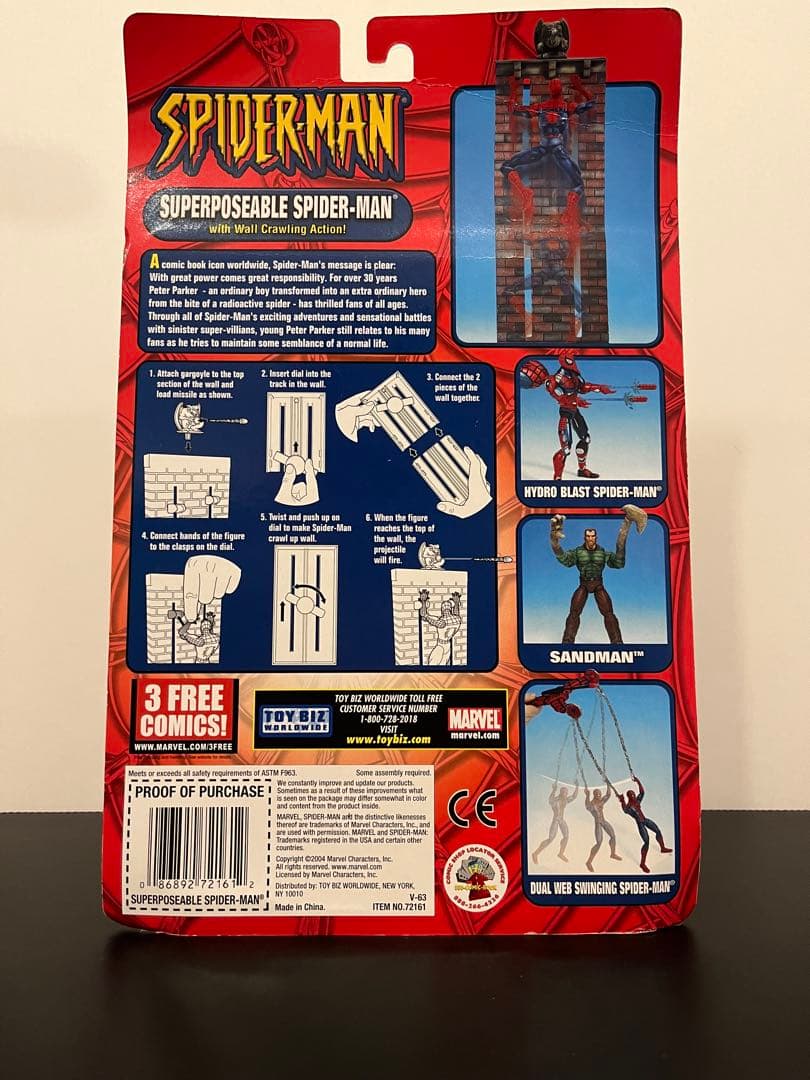 SPIDER-MAN®
SUPERPOSEABLE SPIDER-MAN®
with Wall Crawling Action!
A comic book icon worldwide, Spider-Man's message is clear:
With great power comes great responsibility. For over 30 years
Peter Parker - an ordinary boy transformed into an extra ordinary hero
from the bite of a radioactive spider - has thrilled fans of all ages.
Through all of Spider-Man's exciting adventures and sensational battles
with sinister super-villians, young Peter Parker still relates to his many
fans as he tries to maintain some semblance of a normal life.
1. Attach gargoyle to the top
section of the wall and
load missile as shown.
2. Insert dial into the
track in the wall.
3. Connect the 2
pieces of the
wall together.
4. Connect hands of the figure
to the clasps on the dial.
5. Twist and push up on
dial to make Spider-Man
crawl up wall.
6. When the figure
reaches the top of
the wall, the
projectile
will fire.
HYDRO BLAST SPIDER-MAN®
SANDMAN™
DUAL WEB SWINGING SPIDER-MAN®
3 FREE
COMICS!
WWW.MARVEL.COM/3FREE
TOY BIZ
WORLDWIDE
TOY BIZ WORLDWIDE TOLL FREE
CUSTOMER SERVICE NUMBER
1-800-728-2018
VISIT
www.toybiz.com
MARVEL
marvel.com
Meets or exceeds all safety requirements of ASTM F963.
Some assembly required.
PROOF OF PURCHASE
0 86892 72161 2
SUPERPOSEABLE SPIDER-MAN®
We constantly improve and update our products.
Sometimes as a result of these improvements what
is seen on the package may differ somewhat in color
and content from the product inside.
MARVEL, SPIDER-MAN and the distinctive likenesses
thereof are trademarks of Marvel Characters, Inc., and
are used with permission. MARVEL and SPIDER-MAN:
Trademarks registered in the USA and certain other
countries.
Copyright ©2004 Marvel Characters, Inc.
All rights reserved. www.marvel.com
Licensed by Marvel Characters, Inc.
Distributed by: TOY BIZ WORLDWIDE, NEW YORK,
NY 10010
V-63
Made in China.
ITEM NO.72161
CE
COMIC SHOP LOCATOR SERVICE
888-COMIC-BOOK
888-266-4226